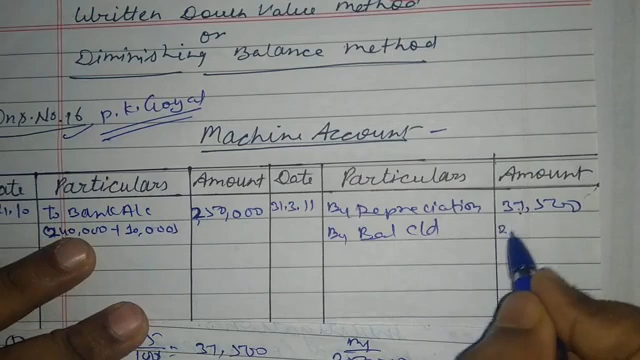 Written Down Value Method
or
Diminishing Balance method
No.16 P.K. Goyal
Machine Account -
Date Particulars Amount Date Particulars Amount
To Bank A/c 250,000 31.3.11 By Depreciation 37,500
(240,000 + 10,000) By Bal C/d 2
= 37,500